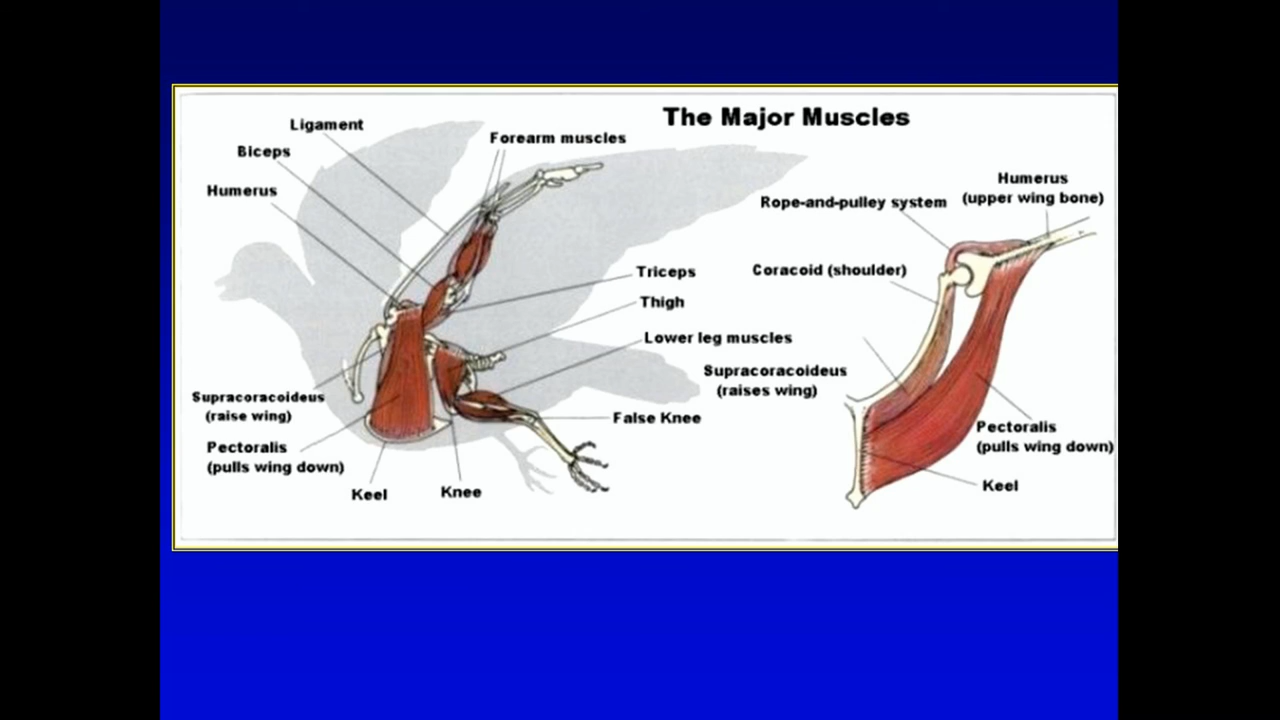 The Major Muscles
Ligament
Forearm muscles
Biceps
Humerus
Triceps
Thigh
Lower leg muscles
Supracoracoideus
(raise wing)
False Knee
Pectoralis
(pulls wing down)
Keel
Knee
Humerus
(upper wing bone)
Rope-and-pulley system
Coracoid (shoulder)
Supracoracoideus
(raises wing)
Pectoralis
(pulls wing down)
Keel